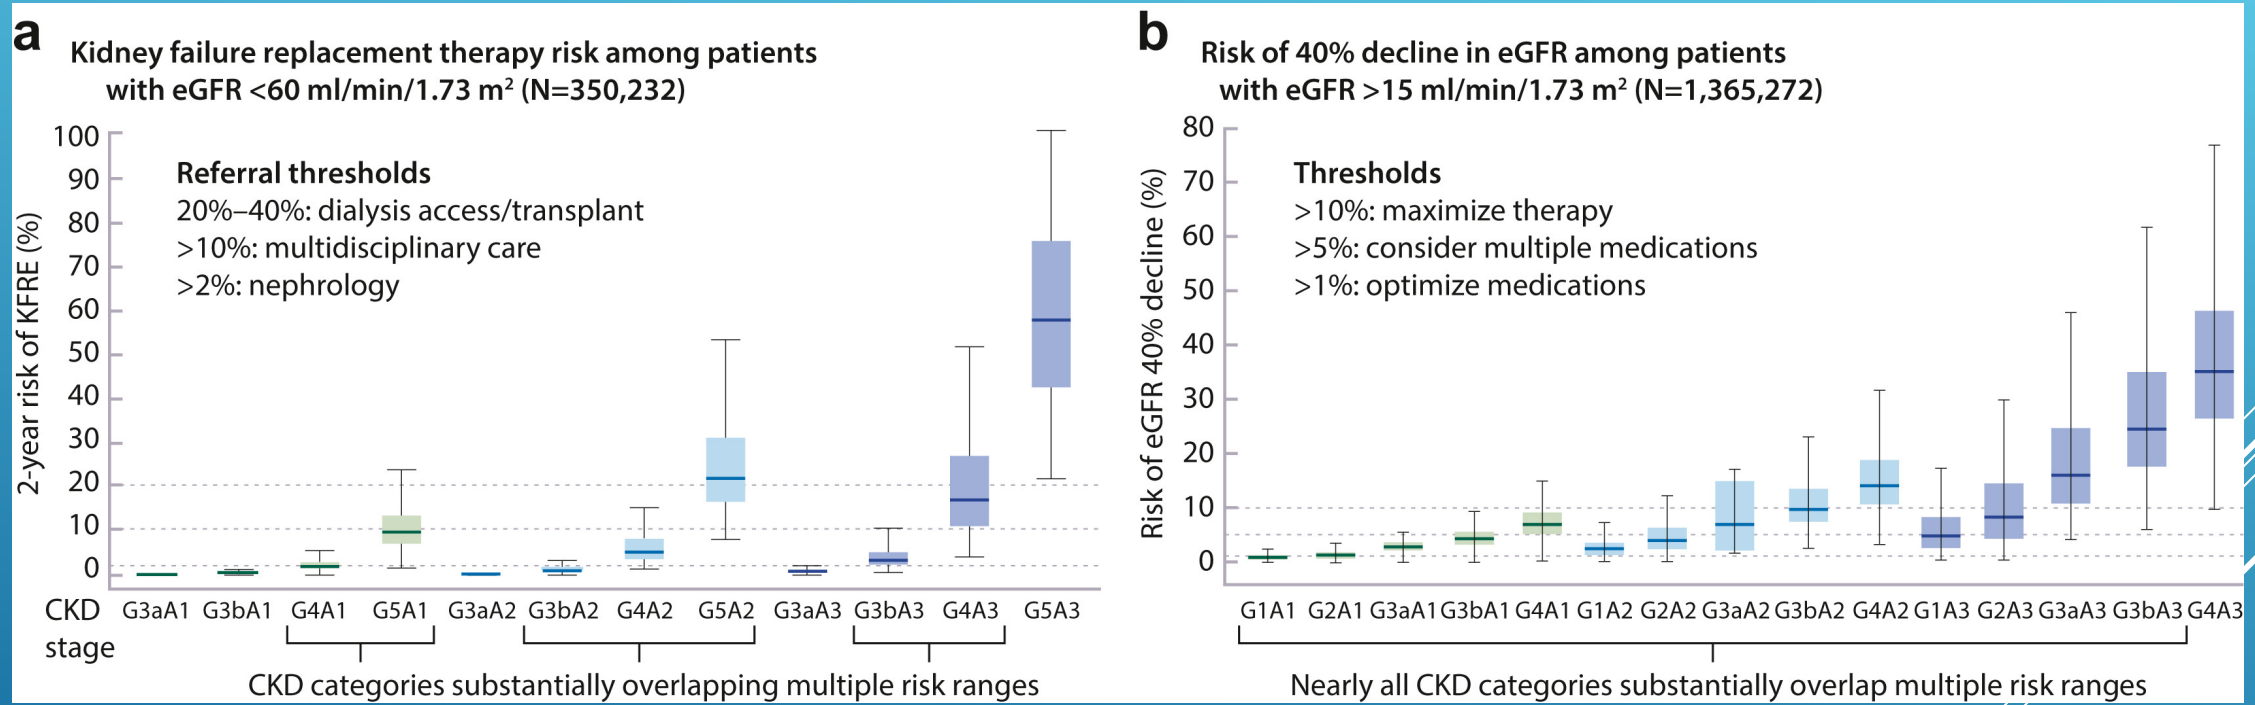 a
Kidney failure replacement therapy risk among patients
with eGFR <60 ml/min/1.73 m² (N=350,232)
2-year risk of KFRE (%)
100
90
80
70
60
50
40
30
20
10
0
Referral thresholds
20%–40%: dialysis access/transplant
>10%: multidisciplinary care
>2%: nephrology
CKD
stage
G3aA1 G3bA1 G4A1 G5A1 G3aA2 G3bA2 G4A2 G5A2 G3aA3 G3bA3 G4A3 G5A3
CKD categories substantially overlapping multiple risk ranges
b
Risk of 40% decline in eGFR among patients
with eGFR >15 ml/min/1.73 m² (N=1,365,272)
Risk of eGFR 40% decline (%)
80
70
60
50
40
30
20
10
0
Thresholds
>10%: maximize therapy
>5%: consider multiple medications
>1%: optimize medications
G1A1 G2A1 G3aA1 G3bA1 G4A1 G1A2 G2A2 G3aA2 G3bA2 G4A2 G1A3 G2A3 G3aA3 G3bA3 G4A3
Nearly all CKD categories substantially overlap multiple risk ranges